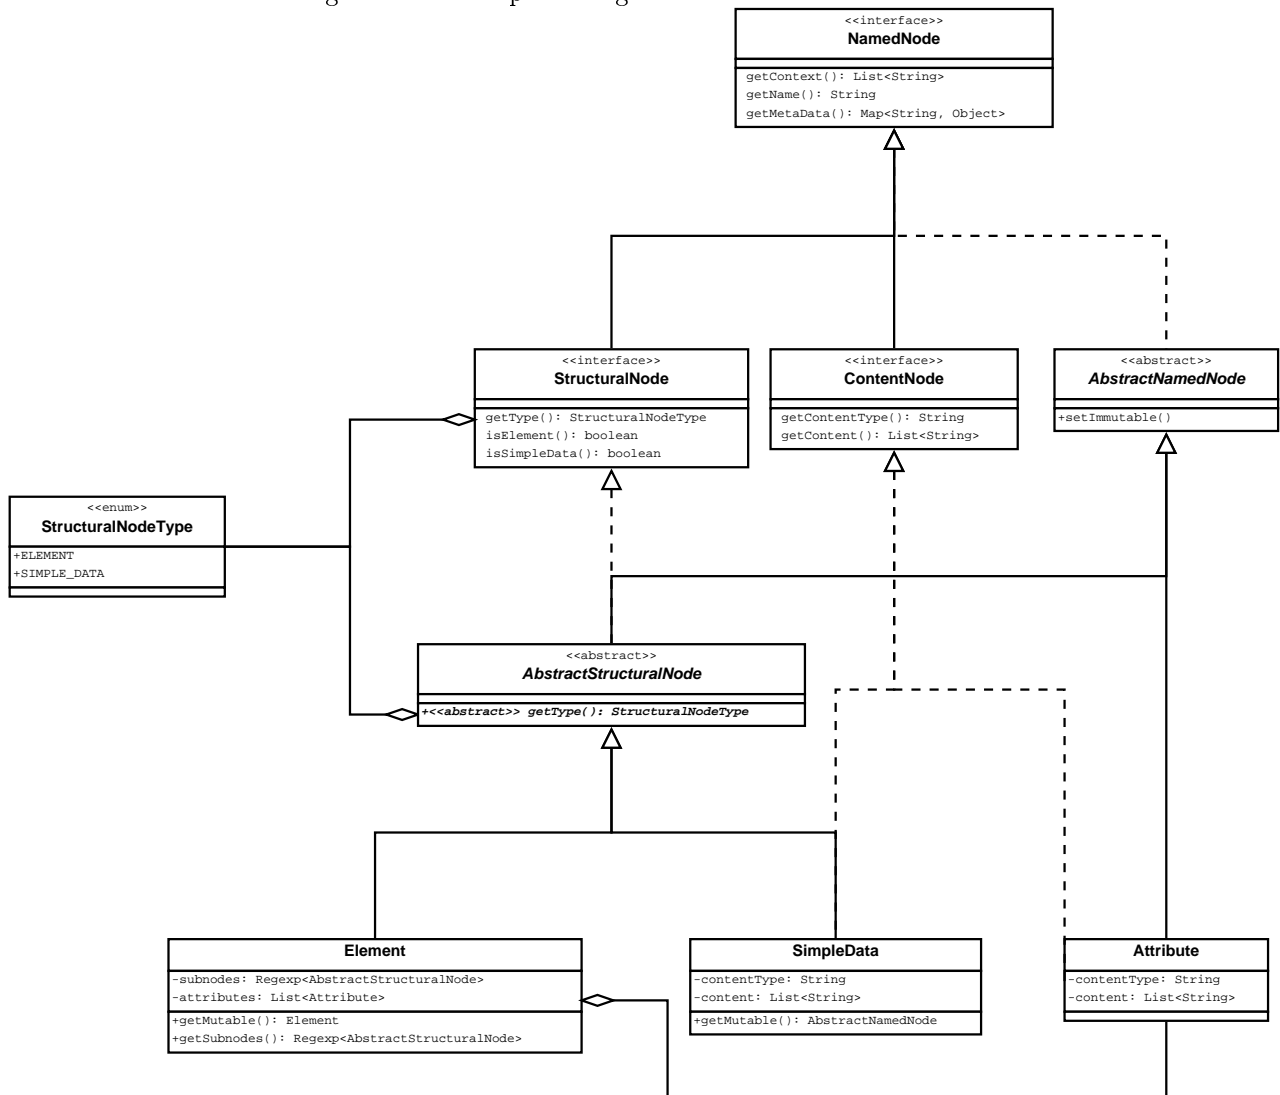 <<interface>>
NamedNode
getContext(): List<String>
getName(): String
getMetaData(): Map<String, Object>
<<interface>>
StructuralNode
getType(): StructuralNodeType
isElement(): boolean
isSimpleData(): boolean
<<interface>>
ContentNode
getContentType(): String
getContent(): List<String>
<<abstract>>
AbstractNamedNode
+setImmutable()
<<enum>>
StructuralNodeType
+ELEMENT
+SIMPLE_DATA
<<abstract>>
AbstractStructuralNode
+<<abstract>> getType(): StructuralNodeType
Element
-subnodes: Regexp<AbstractStructuralNode>
-attributes: List<Attribute>
+getMutable(): Element
+getSubnodes(): Regexp<AbstractStructuralNode>
SimpleData
-contentType: String
-content: List<String>
+getMutable(): AbstractNamedNode
Attribute
-contentType: String
-content: List<String>